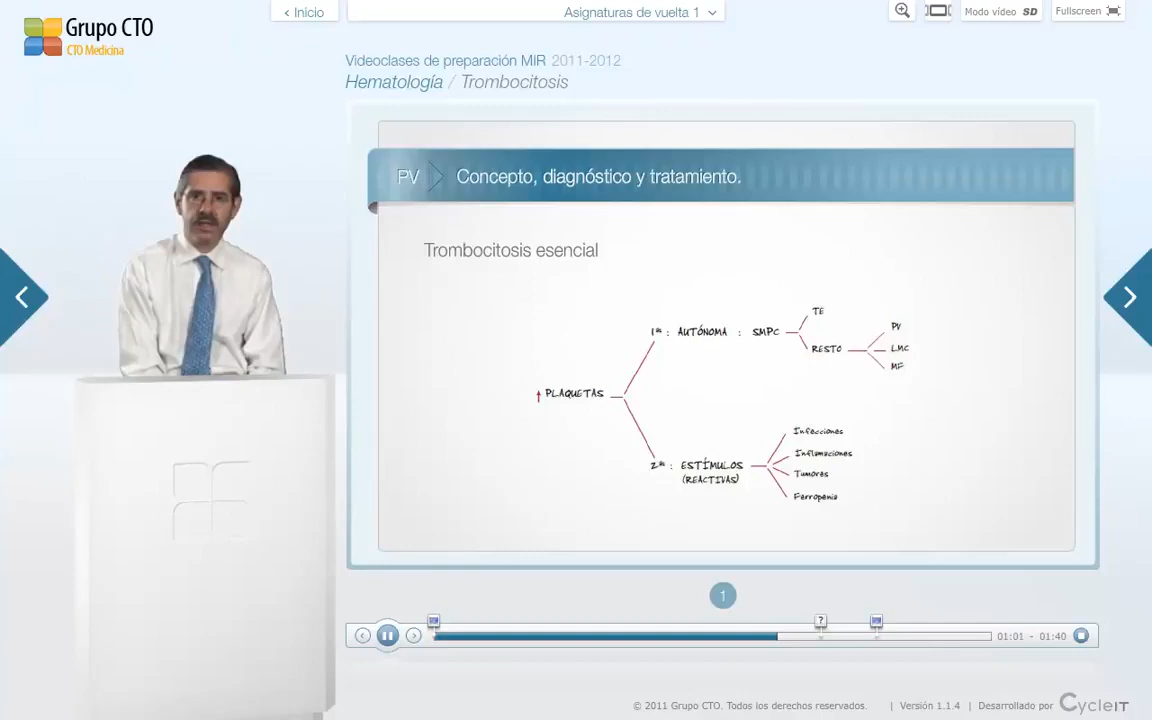 Grupo CTO
CTO Medicina
‹ Inicio
Asignaturas de vuelta 1
Modo vídeo SD
Fullscreen
Videoclases de preparación MIR 2011-2012
Hematología / Trombocitosis
PV > Concepto, diagnóstico y tratamiento.
Trombocitosis esencial
TE
1ª: AUTÓNOMA : SMPC
RESTO
PV
LMC
MF
↑ PLAQUETAS
2ª: ESTÍMULOS
(REACTIVAS)
Infecciones
Inflamaciones
Tumores
Ferropenia
1
?
01:01 - 01:40
© 2011 Grupo CTO. Todos los derechos reservados. | Versión 1.1.4 | Desarrollado por CycleIT